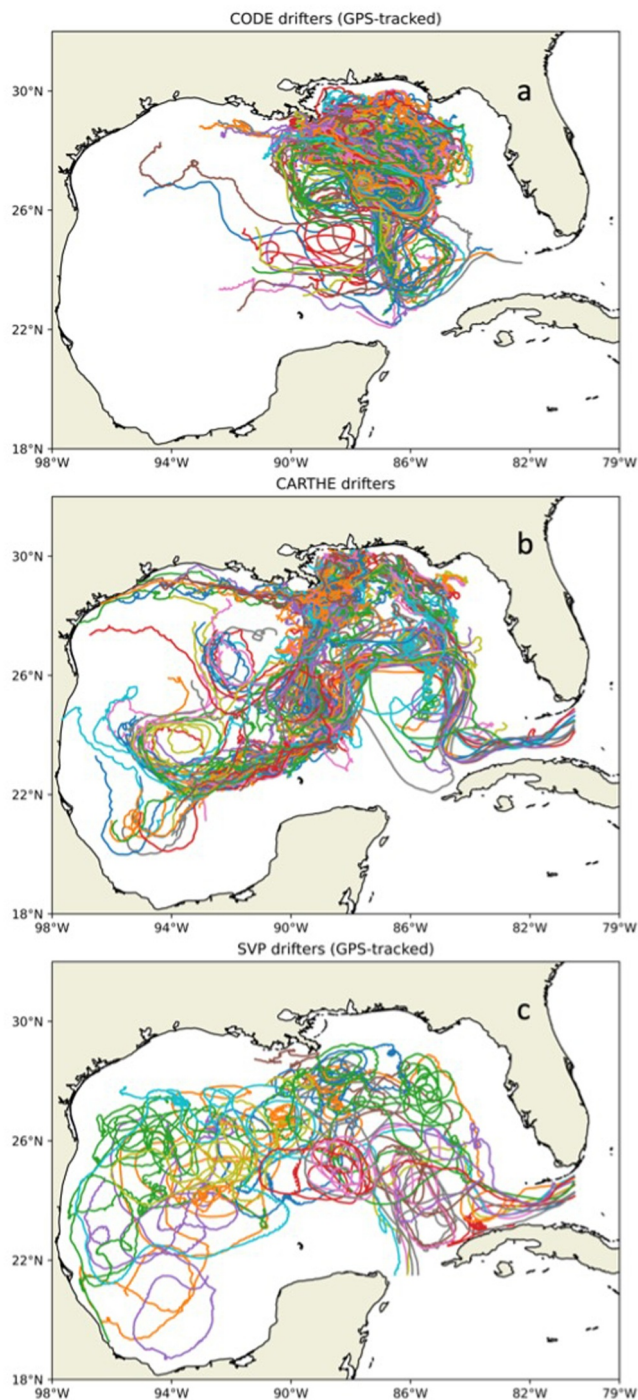 CODE drifters (GPS-tracked)
a
30°N
26°N
22°N
18°N
98°W 94°W 90°W 86°W 82°W 79°W
CARTHE drifters
b
30°N
26°N
22°N
18°N
98°W 94°W 90°W 86°W 82°W 79°W
SVP drifters (GPS-tracked)
c
30°N
26°N
22°N
18°N
98°W 94°W 90°W 86°W 82°W 79°W